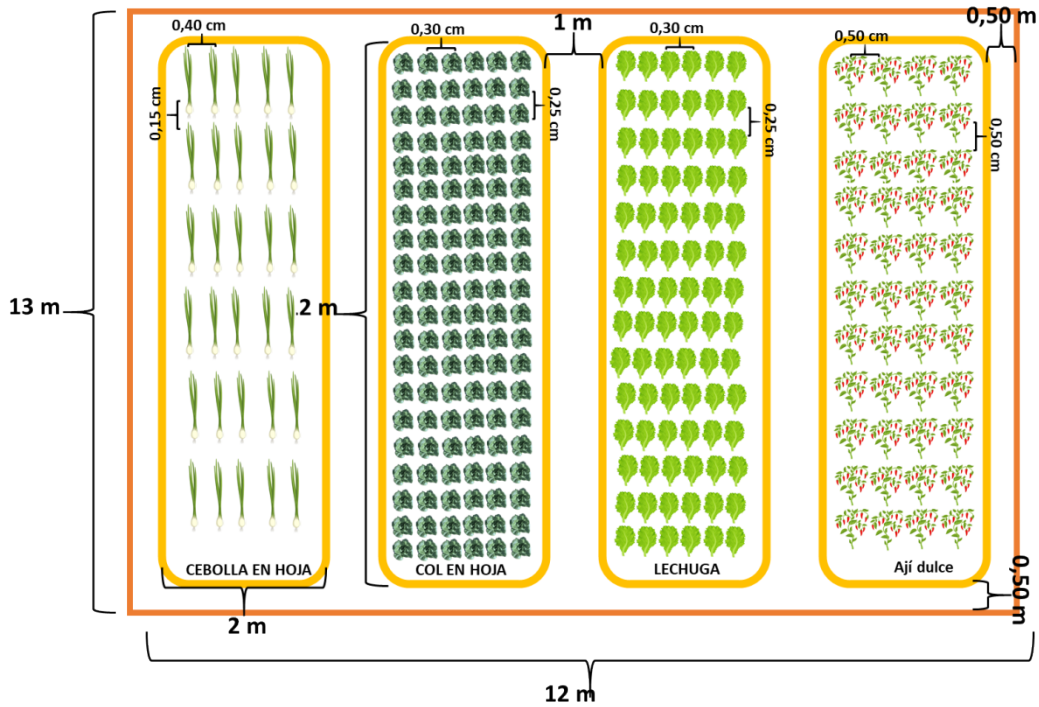 0,40 cm
0,30 cm
1 m
0,30 cm
0,50 cm
0,50 m
0,15 cm
0,25 cm
0,25 cm
0,50 cm
13 m
2 m
CEBOLLA EN HOJA
COL EN HOJA
LECHUGA
Ají dulce
0,50 m
2 m
12 m